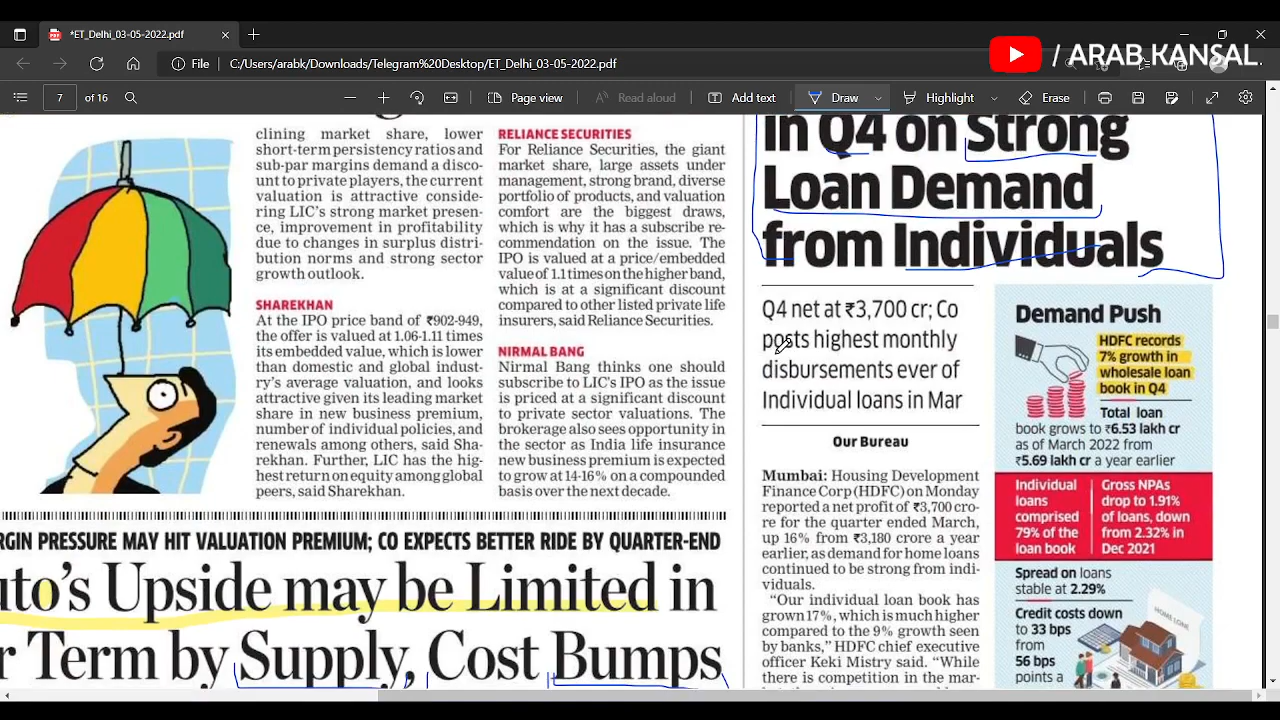 *ET_Delhi_03-05-2022.pdf
File
C:/Users/arabk/Downloads/Telegram%20Desktop/ET_Delhi_03-05-2022.pdf
/ ARAB KANSAL
7 of 16
Page view
Read aloud
Add text
Draw
Highlight
Erase
clining market share, lower
short-term persistency ratios and
sub-par margins demand a disco-
unt to private players, the current
valuation is attractive conside-
ring LIC's strong market presen-
ce, improvement in profitability
due to changes in surplus distri-
bution norms and strong sector
growth outlook.
SHAREKHAN
At the IPO price band of ₹902-949,
the offer is valued at 1.06-1.11 times
its embedded value, which is lower
than domestic and global indust-
ry's average valuation, and looks
attractive given its leading market
share in new business premium,
number of individual policies, and
renewals among others, said Sha-
rekhan. Further, LIC has the hig-
hest return on equity among global
peers, said Sharekhan.
RELIANCE SECURITIES
For Reliance Securities, the giant
market share, large assets under
management, strong brand, diverse
portfolio of products, and valuation
comfort are the biggest draws,
which is why it has a subscribe re-
commendation on the issue. The
IPO is valued at a price/embedded
value of 1.1 times on the higher band,
which is at a significant discount
compared to other listed private life
insurers, said Reliance Securities.
NIRMAL BANG
Nirmal Bang thinks one should
subscribe to LIC's IPO as the issue
is priced at a significant discount
to private sector valuations. The
brokerage also sees opportunity in
the sector as India life insurance
new business premium is expected
to grow at 14-16% on a compounded
basis over the next decade.
RGIN PRESSURE MAY HIT VALUATION PREMIUM; CO EXPECTS BETTER RIDE BY QUARTER-END
uto's Upside may be Limited in
r Term by Supply, Cost Bumps
In Q4 on Strong
Loan Demand
from Individuals
Q4 net at ₹3,700 cr; Co
posts highest monthly
disbursements ever of
Individual loans in Mar
Our Bureau
Mumbai: Housing Development
Finance Corp (HDFC) on Monday
reported a net profit of ₹3,700 cro-
re for the quarter ended March,
up 16% from ₹3,180 crore a year
earlier, as demand for home loans
continued to be strong from indi-
viduals.
"Our individual loan book has
grown 17%, which is much higher
compared to the 9% growth seen
by banks," HDFC chief executive
officer Keki Mistry said. "While
there is competition in the mar-
Demand Push
HDFC records
7% growth in
wholesale loan
book in Q4
Total loan
book grows to ₹6.53 lakh cr
as of March 2022 from
₹5.69 lakh cr a year earlier
Individual
loans
comprised
79% of the
loan book
Gross NPAs
drop to 1.91%
of loans, down
from 2.32% in
Dec 2021
Spread on loans
stable at 2.29%
Credit costs down
to 33 bps
from
56 bps
points a
HOME LOAN